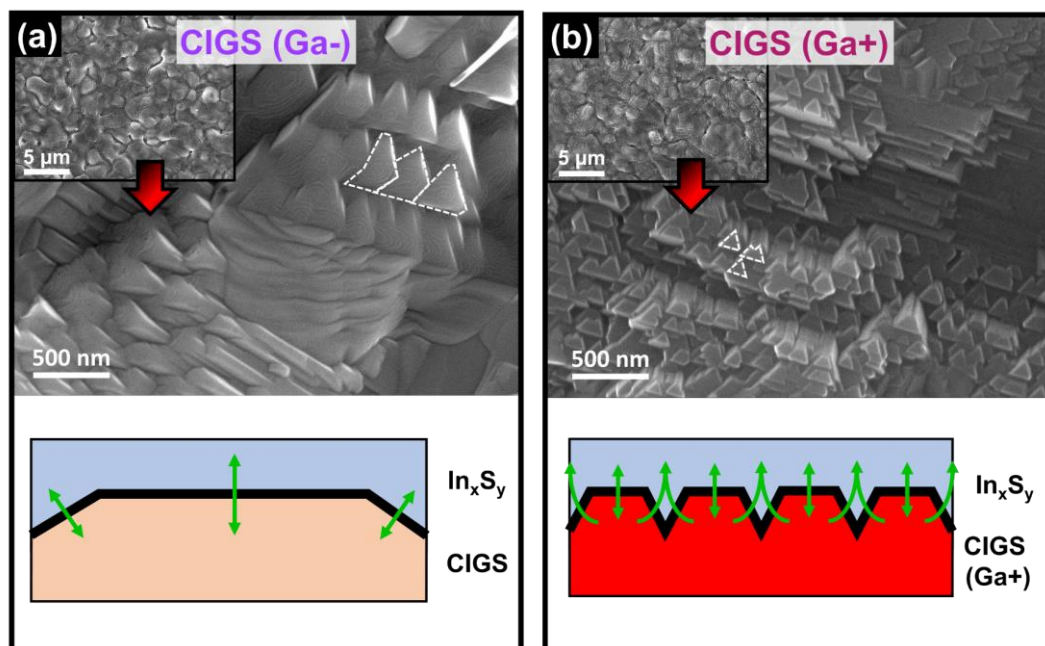 (a)
CIGS (Ga-)
5 µm
500 nm
InxSy
CIGS
(b)
CIGS (Ga+)
5 µm
500 nm
InxSy
CIGS
(Ga+)